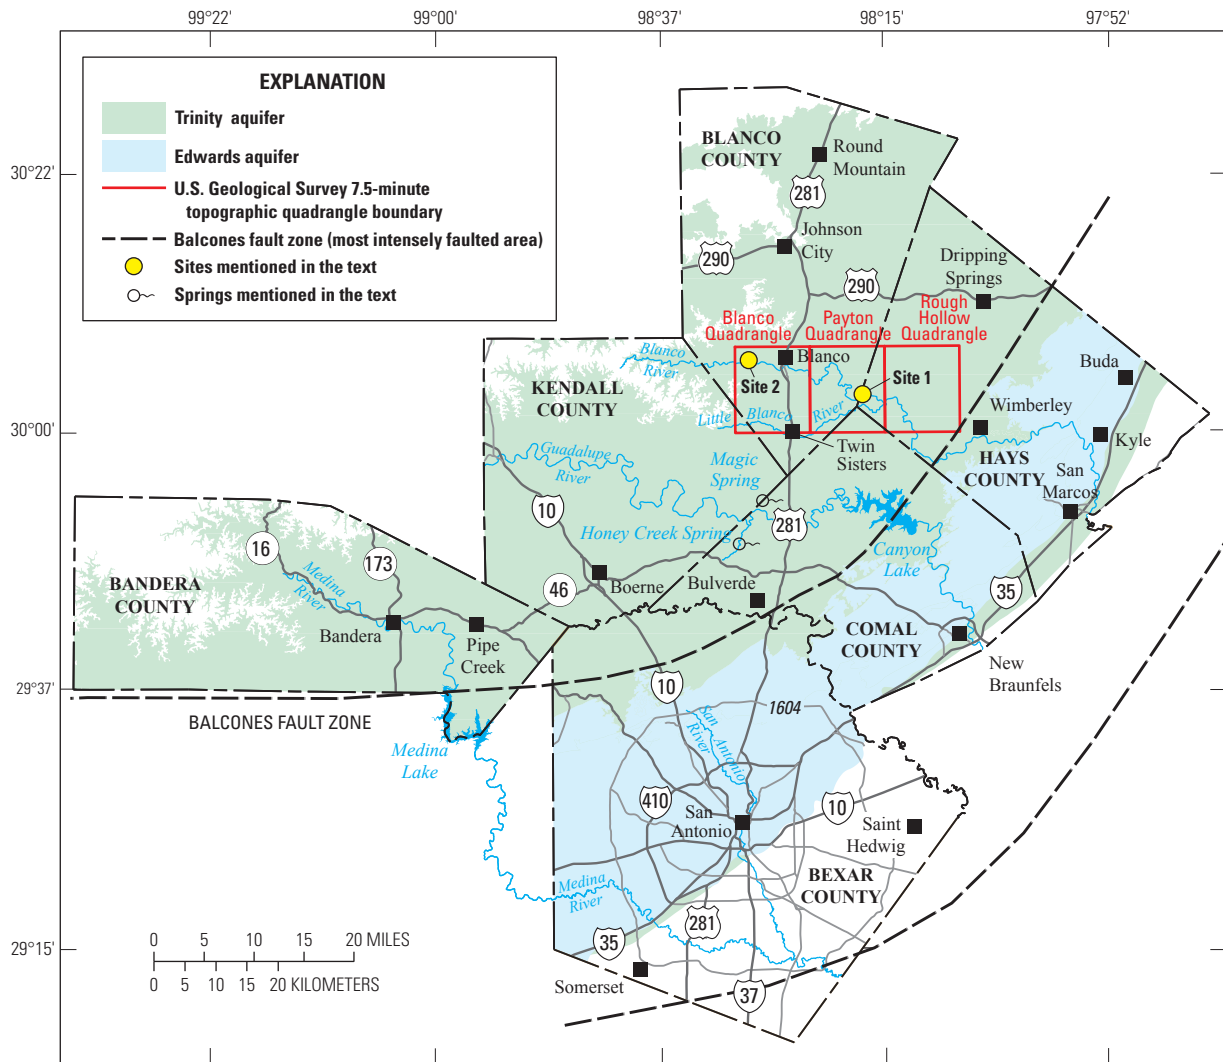 99°22'
99°00'
98°37'
98°15'
97°52'
EXPLANATION
Trinity aquifer
Edwards aquifer
U.S. Geological Survey 7.5-minute
topographic quadrangle boundary
Balcones fault zone (most intensely faulted area)
Sites mentioned in the text
Springs mentioned in the text
30°22'
30°00'
29°37'
29°15'
BLANCO
COUNTY
Round
Mountain
281
Johnson
City
290
290
Dripping
Springs
Blanco
Quadrangle
Payton
Quadrangle
Rough
Hollow
Quadrangle
Blanco
River
Blanco
Site 2
Site 1
Little Blanco River
Buda
KENDALL
COUNTY
Wimberley
Kyle
Twin
Sisters
HAYS
COUNTY
San
Marcos
Guadalupe
River
Magic
Spring
10
281
Honey Creek Spring
Canyon
Lake
16
173
Medina
River
BANDERA
COUNTY
46
Boerne
Bulverde
35
Bandera
Pipe
Creek
COMAL
COUNTY
New
Braunfels
BALCONES FAULT ZONE
10
1604
San Antonio
River
Medina
Lake
410
San
Antonio
10
Saint
Hedwig
BEXAR
COUNTY
Medina
River
281
35
Somerset
37
0 5 10 15 20 MILES
0 5 10 15 20 KILOMETERS